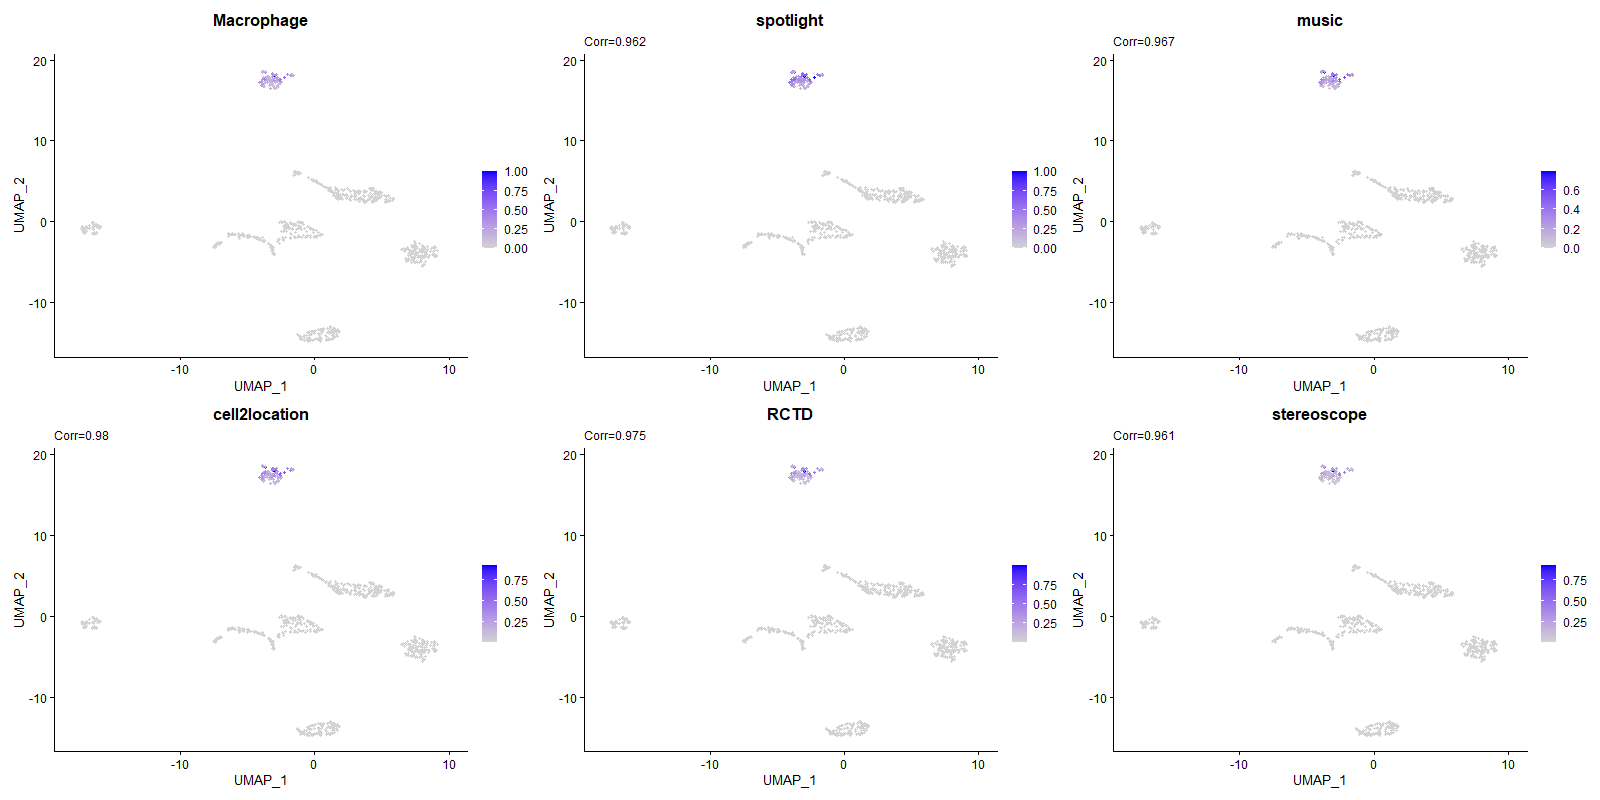 Macrophage
20
10
0
-10
-10
0
10
UMAP_1
UMAP_2
1.00
0.75
0.50
0.25
0.00
spotlight
Corr=0.962
20
10
0
-10
-10
0
10
UMAP_1
UMAP_2
1.00
0.75
0.50
0.25
0.00
music
Corr=0.967
20
10
0
-10
-10
0
10
UMAP_1
UMAP_2
0.6
0.4
0.2
0.0
cell2location
Corr=0.98
20
10
0
-10
-10
0
10
UMAP_1
UMAP_2
0.75
0.50
0.25
RCTD
Corr=0.975
20
10
0
-10
-10
0
10
UMAP_1
UMAP_2
0.75
0.50
0.25
stereoscope
Corr=0.961
20
10
0
-10
-10
0
10
UMAP_1
UMAP_2
0.75
0.50
0.25